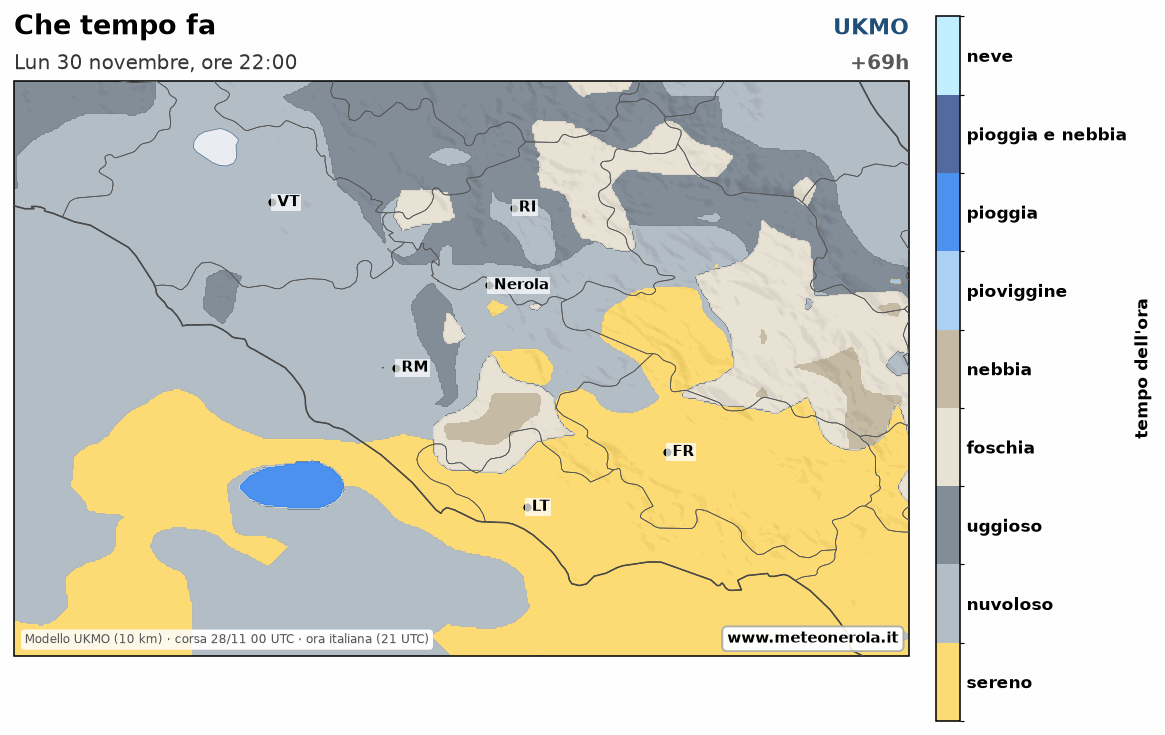 Che tempo fa
UKMO
Lun 30 novembre, ore 22:00
+69h
VT
RI
Nerola
RM
FR
LT
Modello UKMO (10 km) · corsa 28/11 00 UTC · ora italiana (21 UTC)
www.meteonerola.it
neve
pioggia e nebbia
pioggia
pioviggine
nebbia
foschia
uggioso
nuvoloso
sereno
tempo dell'ora